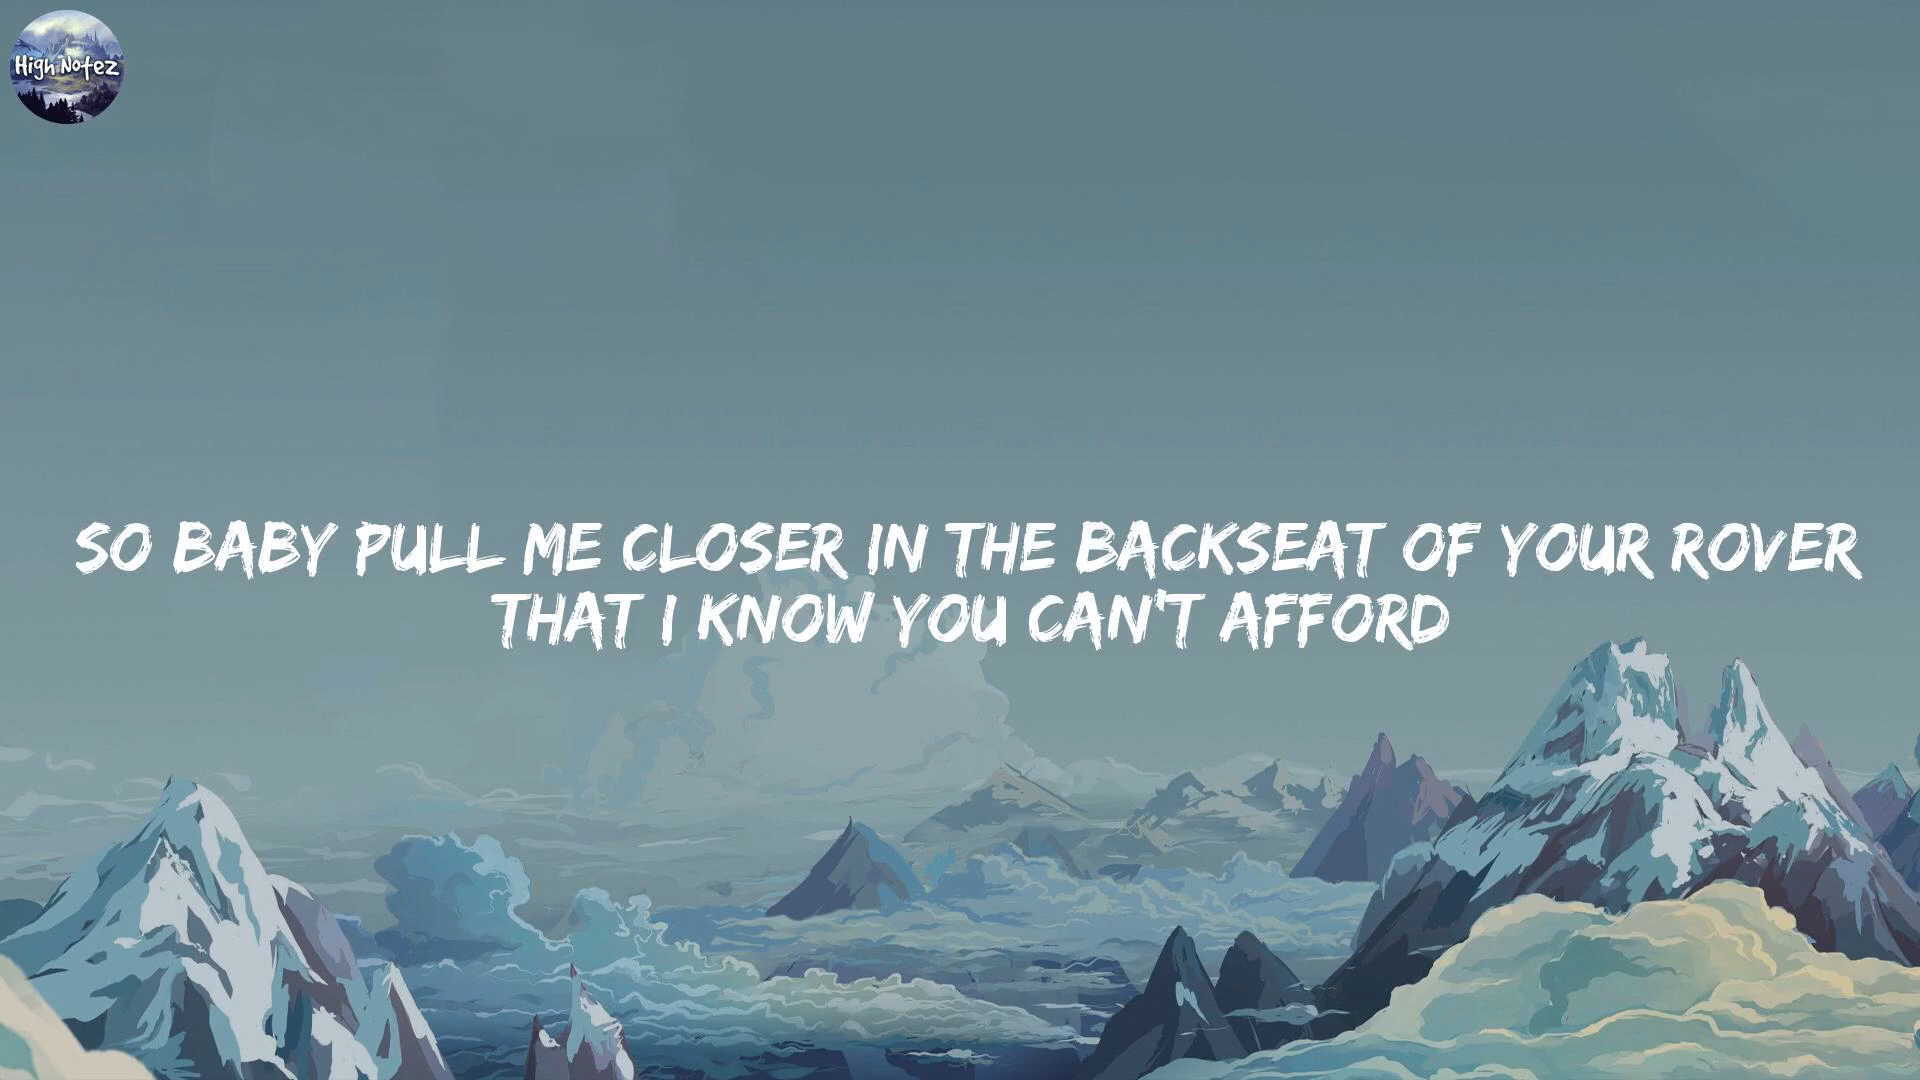 High Notez
SO BABY PULL ME CLOSER IN THE BACKSEAT OF YOUR ROVER
THAT I KNOW YOU CAN'T AFFORD